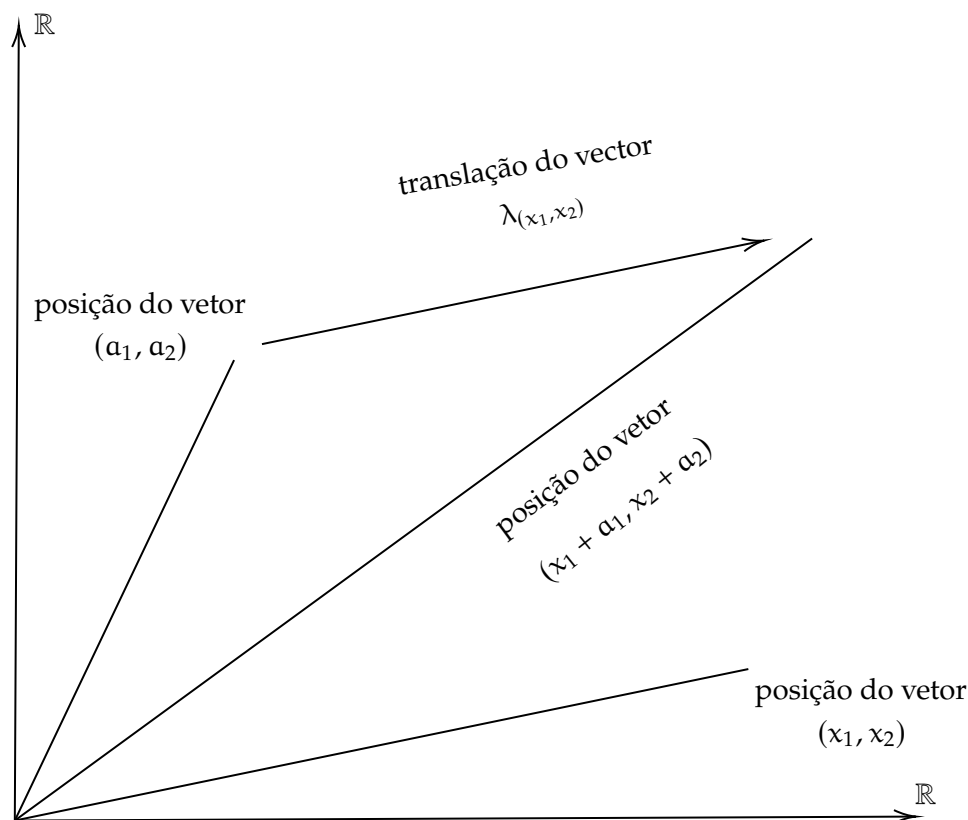 ℝ
translação do vector
λ₍ₓ₁,ₓ₂₎
posição do vetor
(a₁, a₂)
posição do vetor
(x₁ + a₁, x₂ + a₂)
posição do vetor
(x₁, x₂)
ℝ